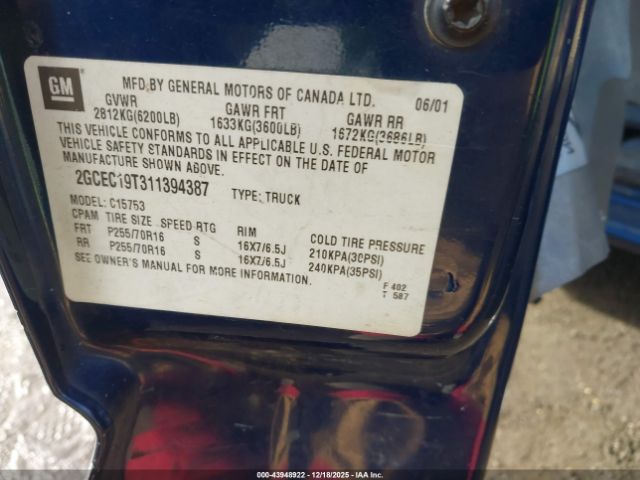 GM
MFD.BY GENERAL MOTORS OF CANADA LTD. 06/01
GVWR GAWR FRT GAWR RR
2812KG(6200LB) 1633KG(3600LB) 1672KG(3686LB)
THIS VEHICLE CONFORMS TO ALL APPLICABLE U.S. FEDERAL MOTOR
VEHICLE SAFETY STANDARDS IN EFFECT ON THE DATE OF
MANUFACTURE SHOWN ABOVE.
2GCEC19T311394387 TYPE: TRUCK
MODEL: C15753
CPAM TIRE SIZE SPEED RTG RIM COLD TIRE PRESSURE
FRT P255/70R16 S 16X7/6.5J 210KPA(30PSI)
RR P255/70R16 S 16X7/6.5J 240KPA(35PSI)
SEE OWNER'S MANUAL FOR MORE INFORMATION.
F 402
T 587
000-43948922 | 12/18/2025 - IAAI, Inc.